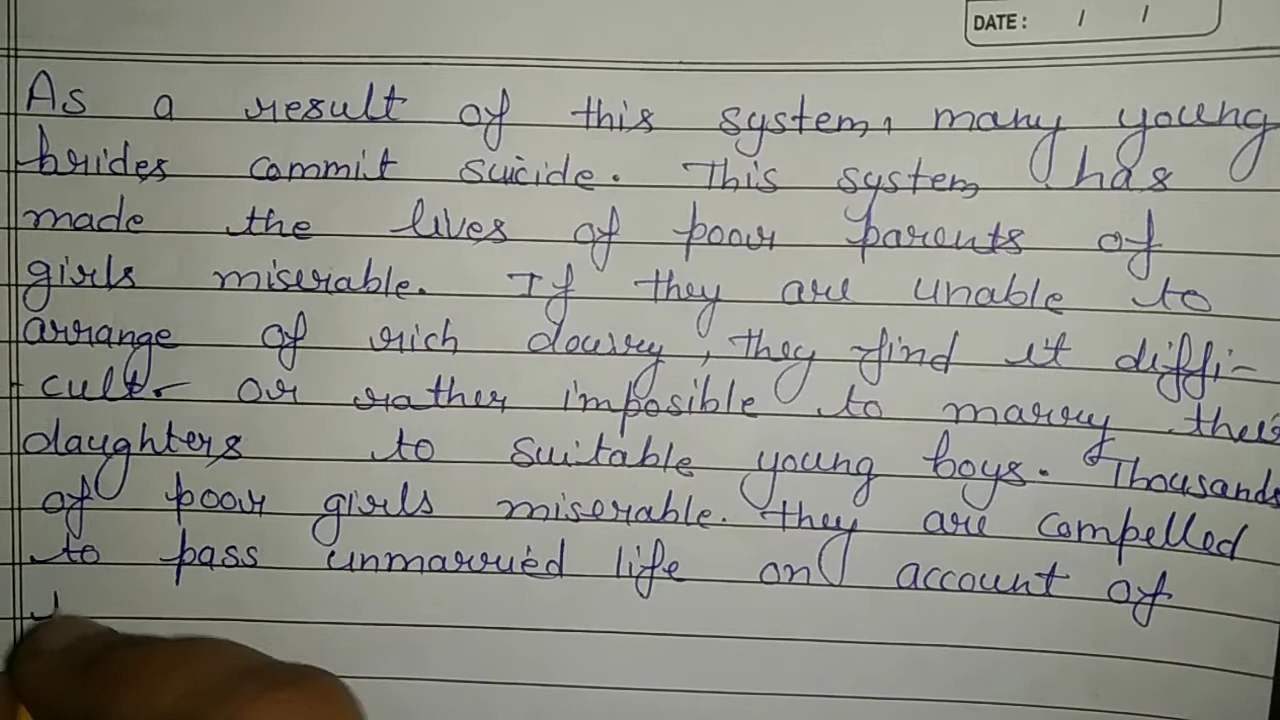 DATE: / /
As a result of this system, many young
brides commit suicide. This system has
made the lives of poor parents of
girls miserable. If they are unable to
arrange of rich dowry, they find it diffi-
cult or rather imposible to marry their
daughters to suitable young boys. Thousands
of poor girls miserable. they are compelled
to pass unmarried life on account of